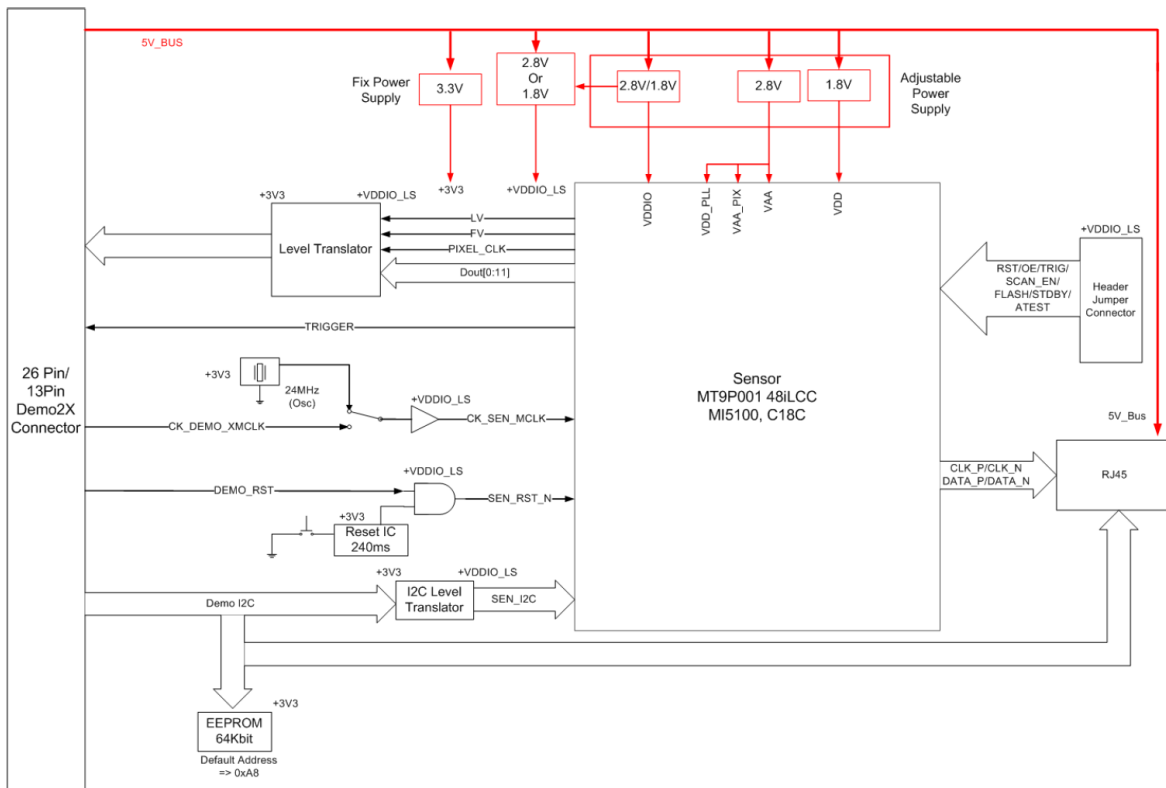 5V_BUS
Fix Power
Supply
3.3V
2.8V
Or
1.8V
2.8V/1.8V
2.8V
1.8V
Adjustable
Power
Supply
+3V3
+VDDIO_LS
VDDIO
VDD_PLL
VAA_PIX
VAA
VDD
+3V3
+VDDIO_LS
Level Translator
LV
FV
PIXEL_CLK
Dout[0:11]
+VDDIO_LS
RST/OE/TRIG/
SCAN_EN/
FLASH/STDBY/
ATEST
Header
Jumper
Connector
TRIGGER
26 Pin/
13Pin
Demo2X
Connector
+3V3
24MHz
(Osc)
+VDDIO_LS
CK_SEN_MCLK
CK_DEMO_XMCLK
Sensor
MT9P001 48iLCC
MI5100, C18C
5V_Bus
CLK_P/CLK_N
DATA_P/DATA_N
RJ45
+VDDIO_LS
DEMO_RST
SEN_RST_N
+3V3
Reset IC
240ms
+3V3
+VDDIO_LS
I2C Level
Translator
Demo I2C
SEN_I2C
+3V3
EEPROM
64Kbit
Default Address
=> 0xA8